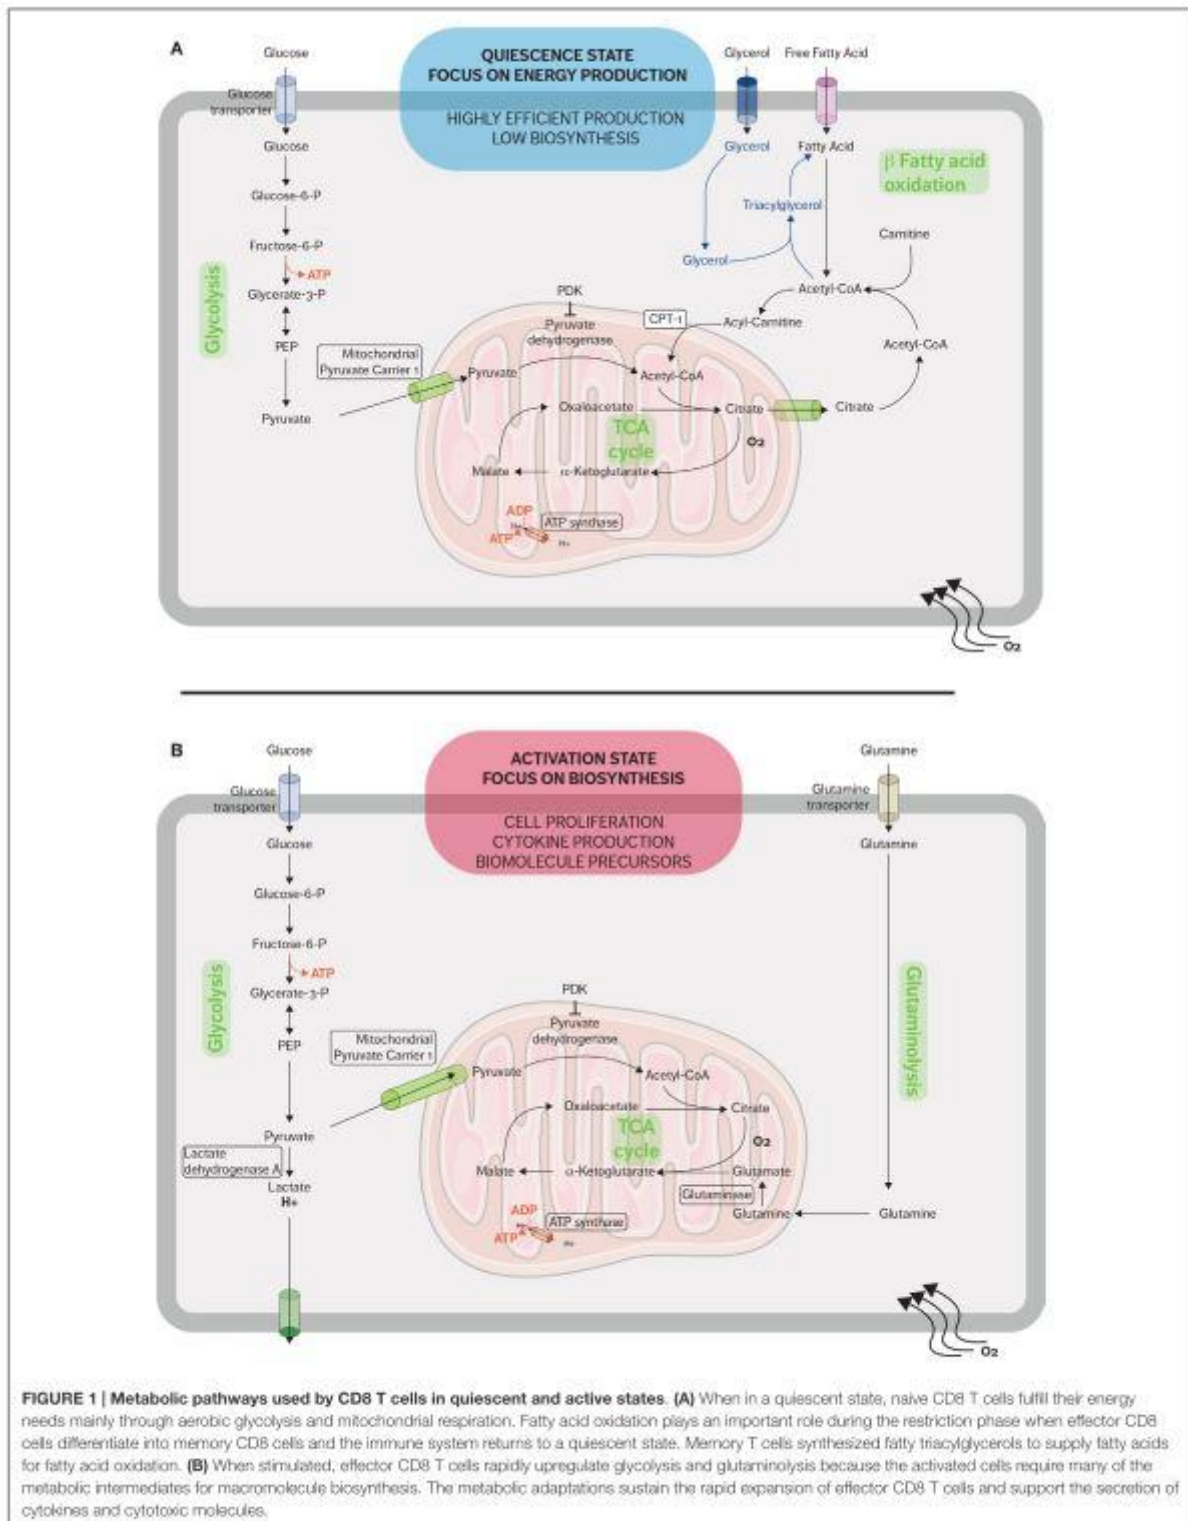 A
Glucose
QUIESCENCE STATE
FOCUS ON ENERGY PRODUCTION
HIGHLY EFFICIENT PRODUCTION
LOW BIOSYNTHESIS
Glycerol
Free Fatty Acid
Glucose
transporter
Glucose
Glycerol
Fatty Acid
β Fatty acid
oxidation
Glucose-6-P
Triacylglycerol
Carnitine
Fructose-6-P
ATP
Glycerol
Glycolysis
Glycerate-3-P
PDK
Acetyl-CoA
CPT-1
Acyl-Carnitine
Pyruvate
dehydrogenase
PEP
Acetyl-CoA
Mitochondrial
Pyruvate Carrier 1
Pyruvate
Acetyl-CoA
Pyruvate
Oxaloacetate
Citrate
Citrate
TCA
cycle
O2
Malate
α-Ketoglutarate
ADP
H+
ATP synthase
ATP
H+
O2
B
Glucose
ACTIVATION STATE
FOCUS ON BIOSYNTHESIS
CELL PROLIFERATION
CYTOKINE PRODUCTION
BIOMOLECULE PRECURSORS
Glutamine
Glucose
transporter
Glutamine
transporter
Glucose
Glutamine
Glucose-6-P
Fructose-6-P
ATP
Glycolysis
Glycerate-3-P
PDK
Glutaminolysis
Pyruvate
dehydrogenase
PEP
Mitochondrial
Pyruvate Carrier 1
Pyruvate
Acetyl-CoA
Oxaloacetate
Citrate
Pyruvate
TCA
cycle
O2
Lactate
dehydrogenase A
Malate
α-Ketoglutarate
Glutamate
Lactate
H+
Glutaminase
Glutamine
Glutamine
ADP
ATP synthase
ATP
H+
O2
FIGURE 1 | Metabolic pathways used by CD8 T cells in quiescent and active states. (A) When in a quiescent state, naive CD8 T cells fulfill their energy
needs mainly through aerobic glycolysis and mitochondrial respiration. Fatty acid oxidation plays an important role during the restriction phase when effector CD8
cells differentiate into memory CD8 cells and the immune system returns to a quiescent state. Memory T cells synthesized fatty triacylglycerols to supply fatty acids
for fatty acid oxidation. (B) When stimulated, effector CD8 T cells rapidly upregulate glycolysis and glutaminolysis because the activated cells require many of the
metabolic intermediates for macromolecule biosynthesis. The metabolic adaptations sustain the rapid expansion of effector CD8 T cells and support the secretion of
cytokines and cytotoxic molecules.